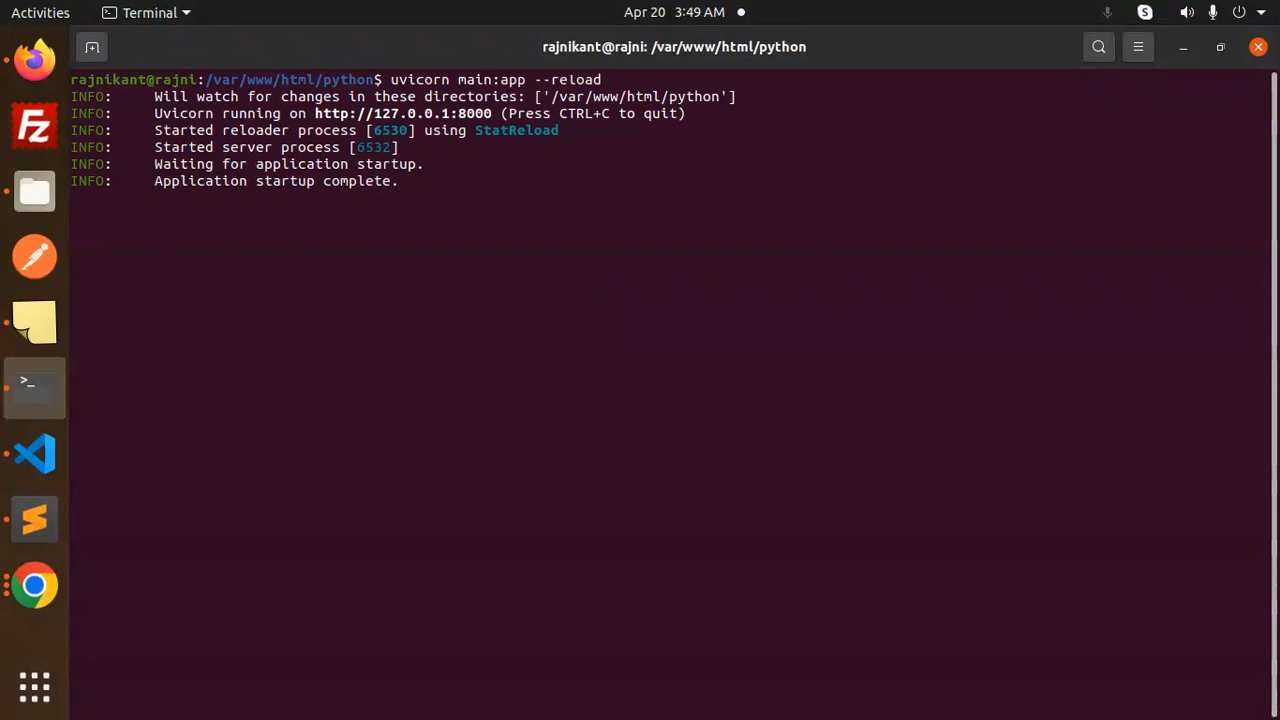 Activities Terminal Apr 20 3:49 AM
rajnikant@rajni: /var/www/html/python
rajnikant@rajni:/var/www/html/python$ uvicorn main:app --reload
INFO: Will watch for changes in these directories: ['/var/www/html/python']
INFO: Uvicorn running on http://127.0.0.1:8000 (Press CTRL+C to quit)
INFO: Started reloader process [6530] using StatReload
INFO: Started server process [6532]
INFO: Waiting for application startup.
INFO: Application startup complete.